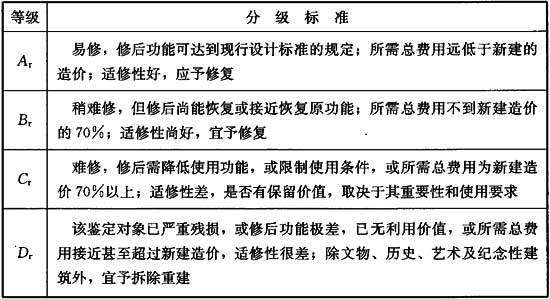 等级 分级标准
Ar 易修，修后功能可达到现行设计标准的规定；所需总费用远低于新建的
造价；适修性好，应予修复
Br 稍难修，但修后尚能恢复或接近恢复原功能；所需总费用不到新建造价
的70%；适修性尚好，宜予修复
Cr 难修，修后需降低使用功能，或限制使用条件，或所需总费用为新建造
价70%以上；适修性差，是否有保留价值，取决于其重要性和使用要求
Dr 该鉴定对象已严重残损，或修后功能极差，已无利用价值，或所需总费
用接近甚至超过新建造价，适修性很差；除文物、历史、艺术及纪念性建
筑外，宜予拆除重建